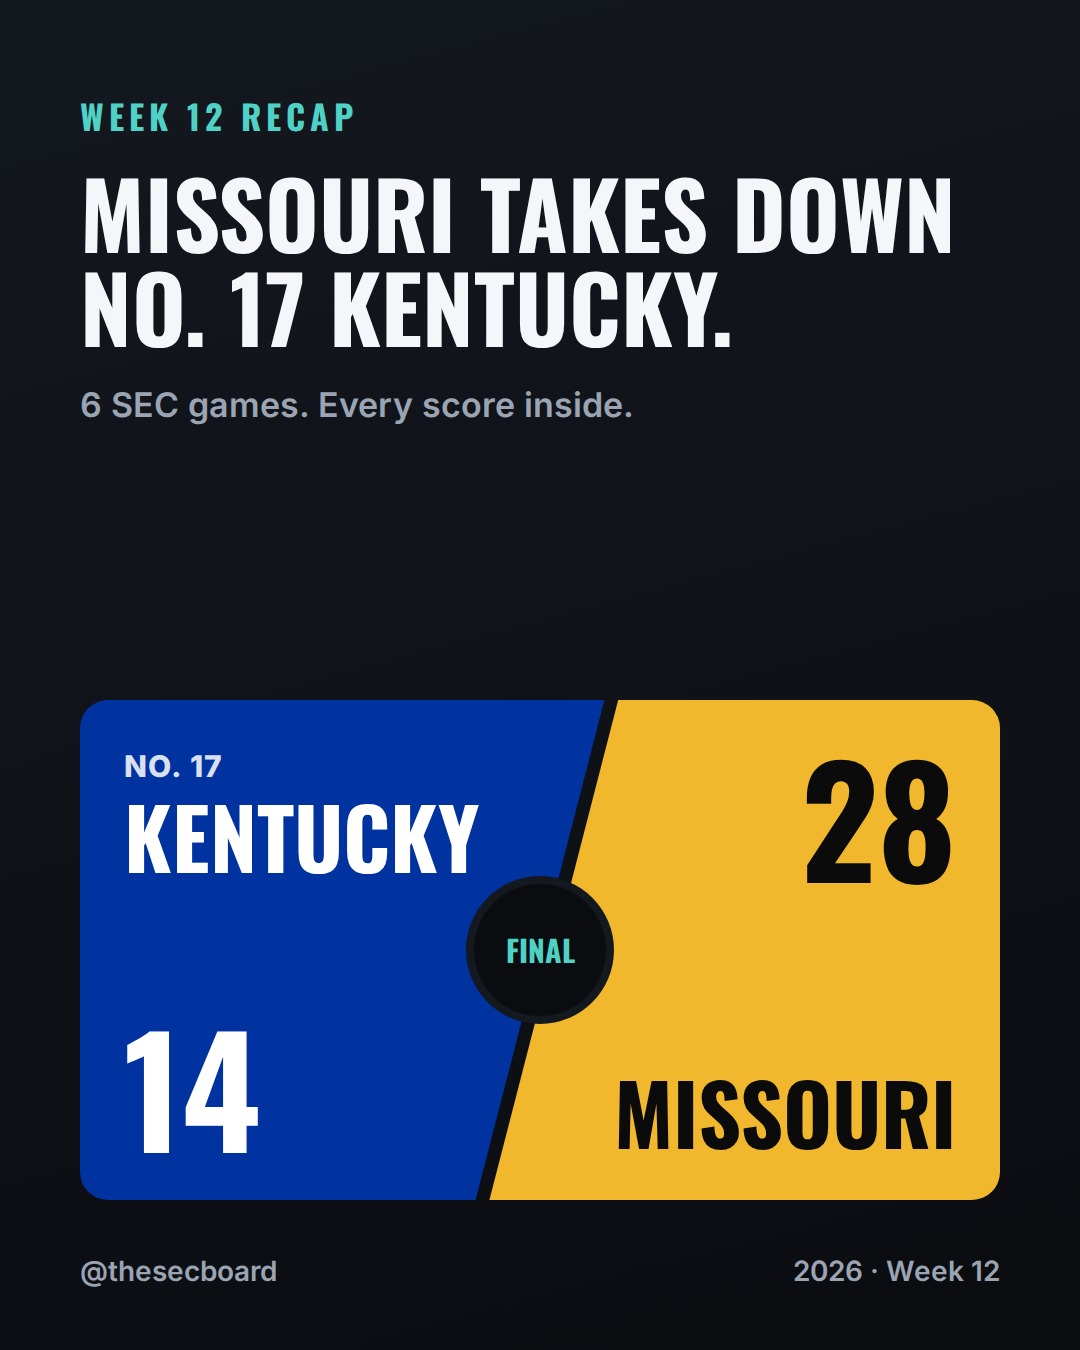 WEEK 12 RECAP
MISSOURI TAKES DOWN
NO. 17 KENTUCKY.
6 SEC games. Every score inside.
NO. 17
KENTUCKY
14
FINAL
28
MISSOURI
@thesecboard
2026 · Week 12